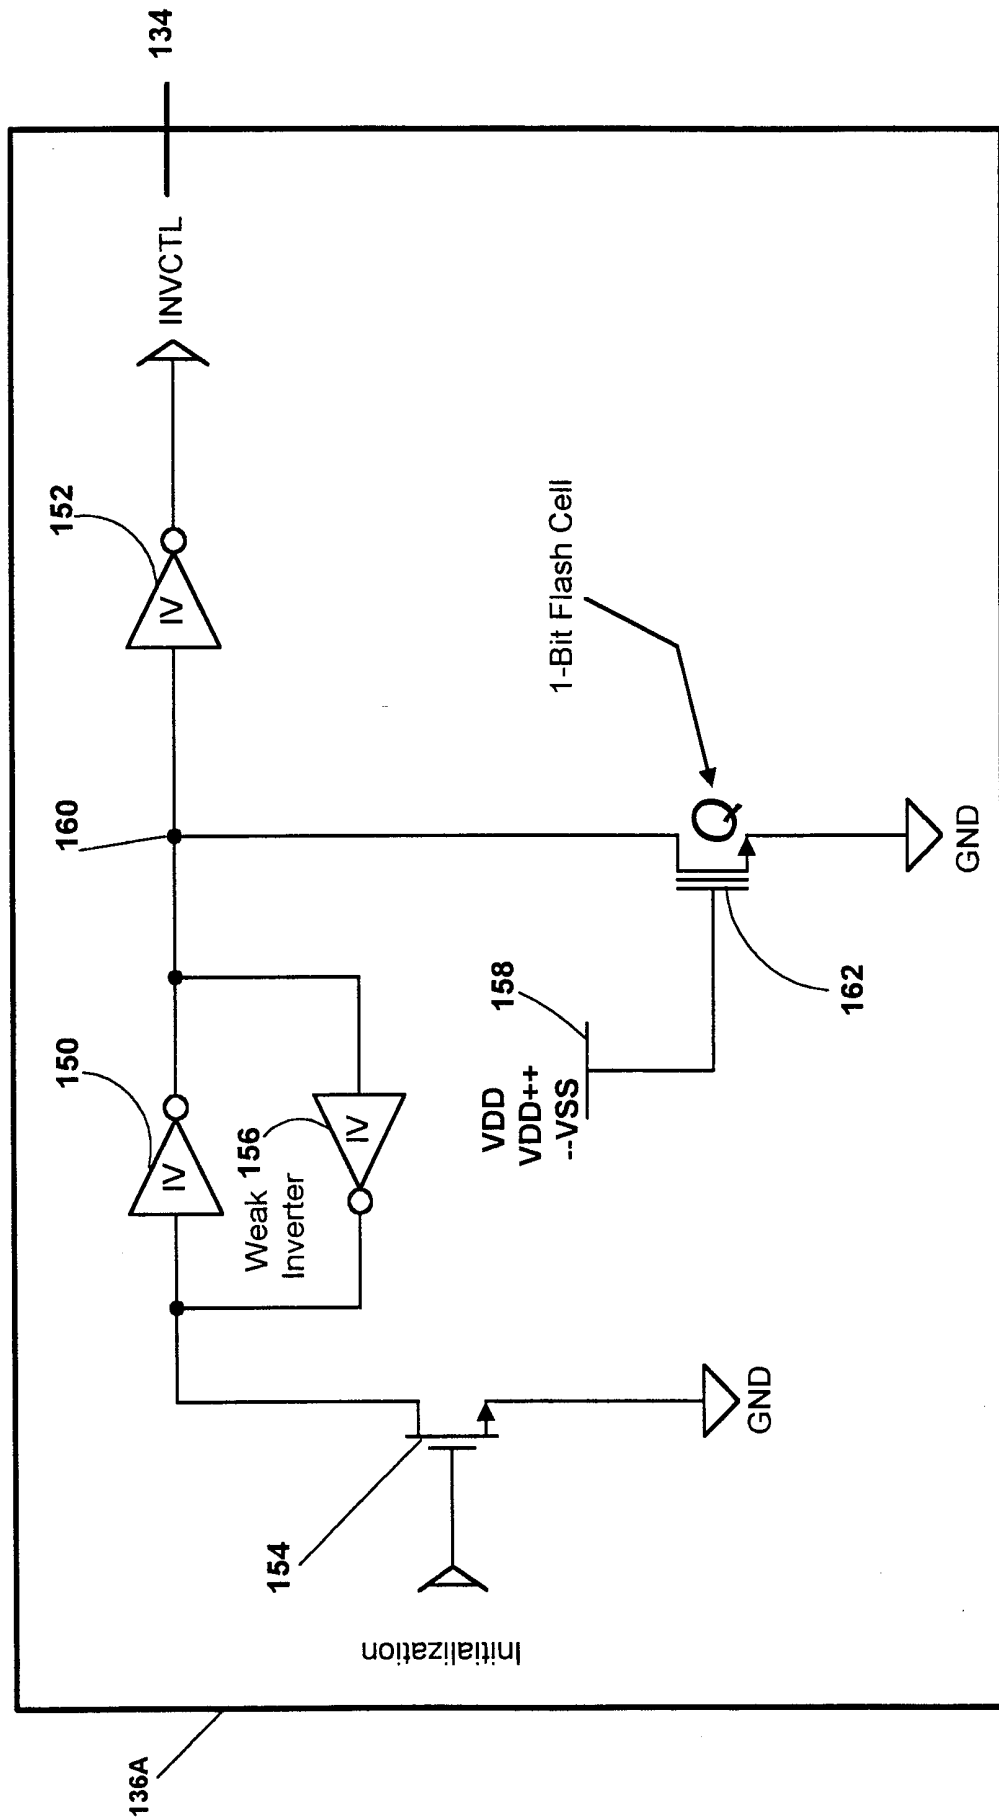 136A
Initialization
154
GND
150
IV
Weak 156
Inverter
IV
160
152
IV
INVCTL
134
158
VDD
VDD++
--VSS
162
Q
1-Bit Flash Cell
GND